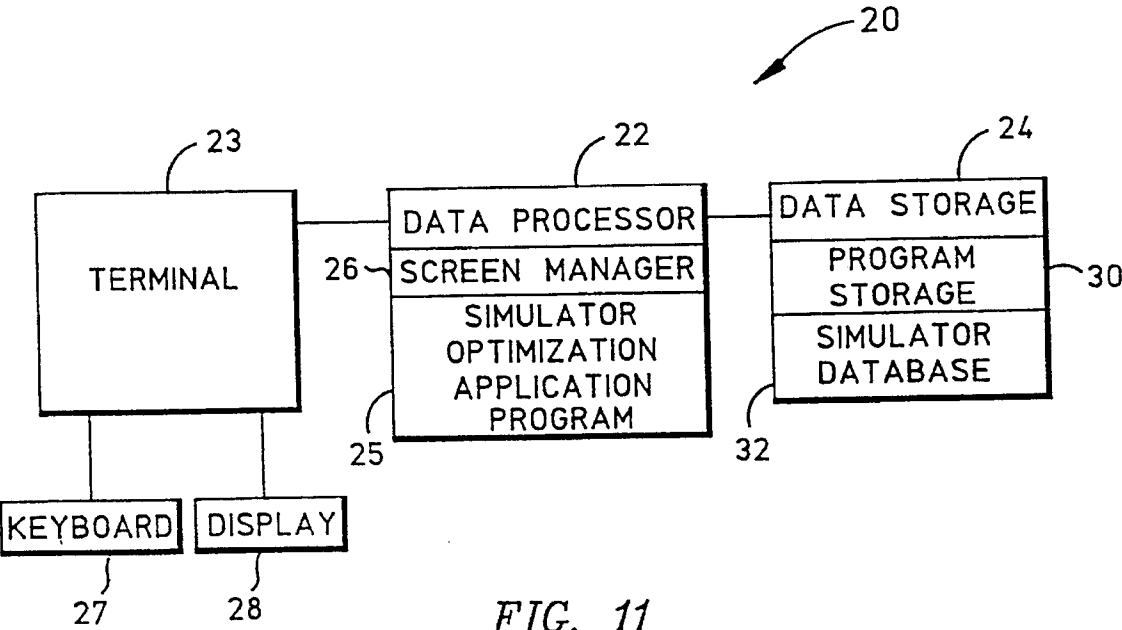 20
23
22
24
TERMINAL
DATA PROCESSOR
26
SCREEN MANAGER
SIMULATOR
OPTIMIZATION
APPLICATION
PROGRAM
25
DATA STORAGE
PROGRAM
STORAGE
30
SIMULATOR
DATABASE
32
KEYBOARD
DISPLAY
27
28
FIG. 11